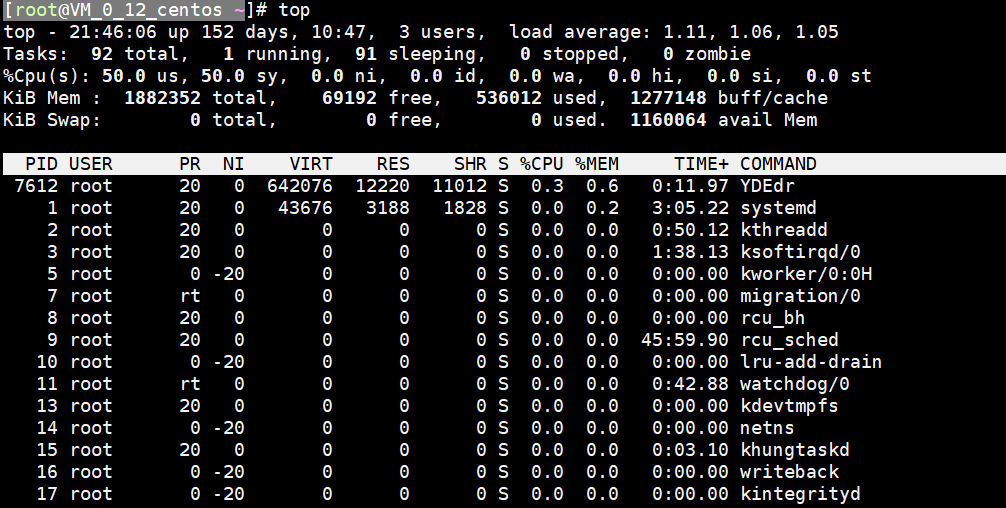 [root@VM_0_12_centos ~]# top
top - 21:46:06 up 152 days, 10:47,  3 users,  load average: 1.11, 1.06, 1.05
Tasks:  92 total,   1 running,  91 sleeping,   0 stopped,   0 zombie
%Cpu(s): 50.0 us, 50.0 sy,  0.0 ni,  0.0 id,  0.0 wa,  0.0 hi,  0.0 si,  0.0 st
KiB Mem :  1882352 total,    69192 free,   536012 used,  1277148 buff/cache
KiB Swap:        0 total,        0 free,        0 used.  1160064 avail Mem
PID USER      PR  NI    VIRT    RES    SHR S %CPU %MEM     TIME+ COMMAND
7612 root      20   0  642076  12220  11012 S  0.3  0.6   0:11.97 YDEdr
1 root      20   0   43676   3188   1828 S  0.0  0.2   3:05.22 systemd
2 root      20   0       0      0      0 S  0.0  0.0   0:50.12 kthreadd
3 root      20   0       0      0      0 S  0.0  0.0   1:38.13 ksoftirqd/0
5 root       0 -20       0      0      0 S  0.0  0.0   0:00.00 kworker/0:0H
7 root      rt   0       0      0      0 S  0.0  0.0   0:00.00 migration/0
8 root      20   0       0      0      0 S  0.0  0.0   0:00.00 rcu_bh
9 root      20   0       0      0      0 S  0.0  0.0  45:59.90 rcu_sched
10 root       0 -20       0      0      0 S  0.0  0.0   0:00.00 lru-add-drain
11 root      rt   0       0      0      0 S  0.0  0.0   0:42.88 watchdog/0
13 root      20   0       0      0      0 S  0.0  0.0   0:00.00 kdevtmpfs
14 root       0 -20       0      0      0 S  0.0  0.0   0:00.00 netns
15 root      20   0       0      0      0 S  0.0  0.0   0:03.10 khungtaskd
16 root       0 -20       0      0      0 S  0.0  0.0   0:00.00 writeback
17 root       0 -20       0      0      0 S  0.0  0.0   0:00.00 kintegrityd